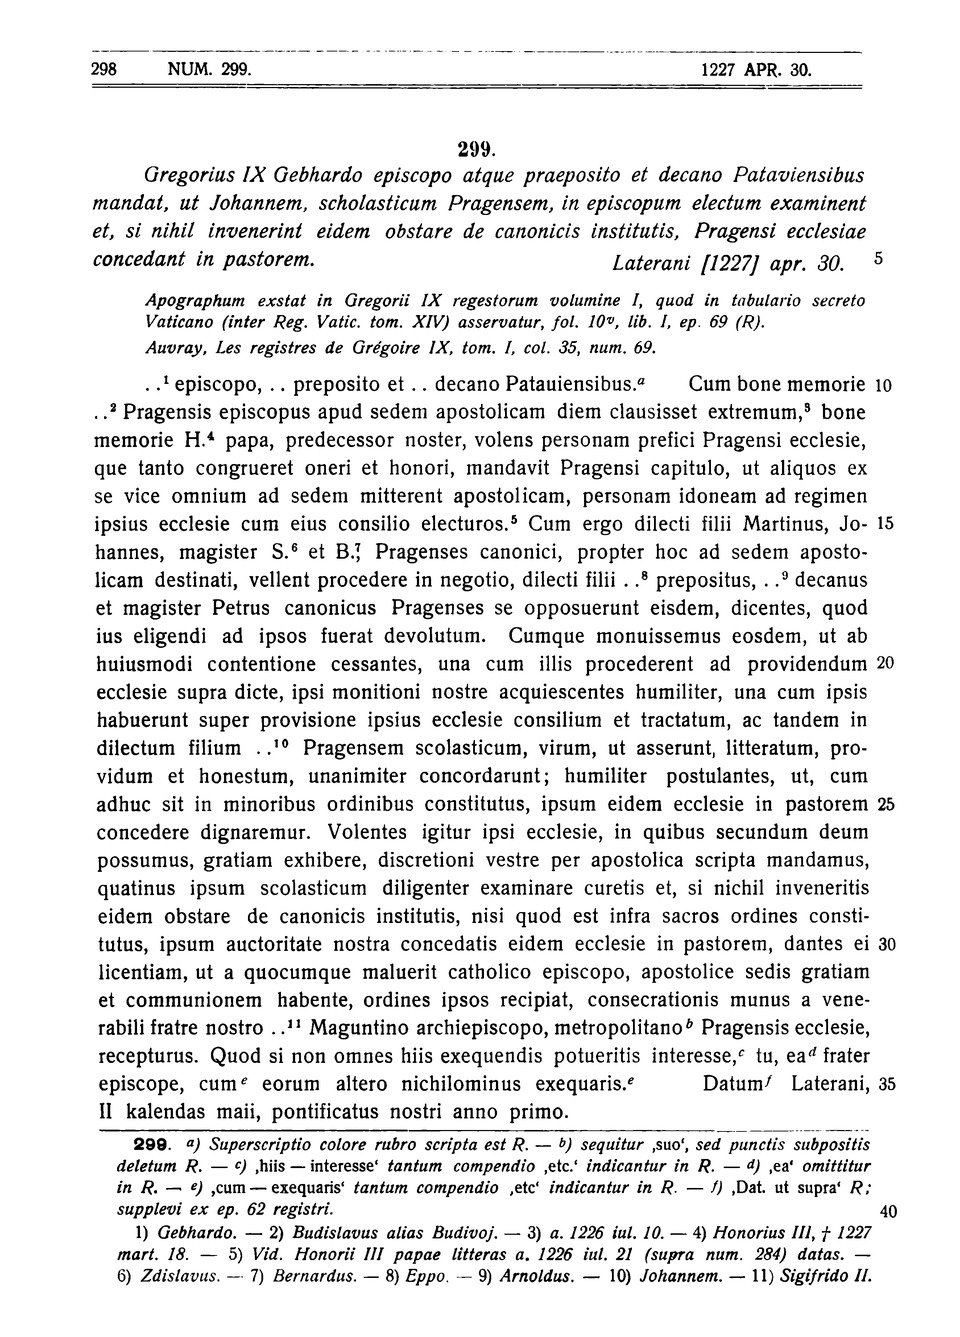 298 NUM. 299. 1227 APR. 30.
299.
Gregorius IX Gebhardo episcopo atque praeposito et decano Pataviensibus
mandat, ut Johannem, scholasticum Pragensem, in episcopum electum examinent
et, si nihil invenerint eidem obstare de canonicis institutis, Pragensi ecclesiae
concedant in pastorem. Laterani [1227] apr. 30. 5
Apographum exstat in Gregorii IX regestorum volumine I, quod in tabulario secreto
Vaticano (inter Reg. Vatic. tom. XIV) asservatur, fol. 10ᵛ, lib. I, ep. 69 (R).
Auvray, Les registres de Grégoire IX, tom. I, col. 35, num. 69.
. .¹ episcopo, . . preposito et . . decano Patauiensibus.ᵃ Cum bone memorie 10
. .² Pragensis episcopus apud sedem apostolicam diem clausisset extremum,³ bone
memorie H.⁴ papa, predecessor noster, volens personam prefici Pragensi ecclesie,
que tanto congrueret oneri et honori, mandavit Pragensi capitulo, ut aliquos ex
se vice omnium ad sedem mitterent apostolicam, personam idoneam ad regimen
ipsius ecclesie cum eius consilio electuros.⁵ Cum ergo dilecti filii Martinus, Jo- 15
hannes, magister S.⁶ et B.,⁷ Pragenses canonici, propter hoc ad sedem aposto-
licam destinati, vellent procedere in negotio, dilecti filii . .⁸ prepositus, . .⁹ decanus
et magister Petrus canonicus Pragenses se opposuerunt eisdem, dicentes, quod
ius eligendi ad ipsos fuerat devolutum. Cumque monuissemus eosdem, ut ab
huiusmodi contentione cessantes, una cum illis procederent ad providendum 20
ecclesie supra dicte, ipsi monitioni nostre acquiescentes humiliter, una cum ipsis
habuerunt super provisione ipsius ecclesie consilium et tractatum, ac tandem in
dilectum filium . .¹⁰ Pragensem scolasticum, virum, ut asserunt, litteratum, pro-
vidum et honestum, unanimiter concordarunt; humiliter postulantes, ut, cum
adhuc sit in minoribus ordinibus constitutus, ipsum eidem ecclesie in pastorem 25
concedere dignaremur. Volentes igitur ipsi ecclesie, in quibus secundum deum
possumus, gratiam exhibere, discretioni vestre per apostolica scripta mandamus,
quatinus ipsum scolasticum diligenter examinare curetis et, si nichil inveneritis
eidem obstare de canonicis institutis, nisi quod est infra sacros ordines consti-
tutus, ipsum auctoritate nostra concedatis eidem ecclesie in pastorem, dantes ei 30
licentiam, ut a quocumque maluerit catholico episcopo, apostolice sedis gratiam
et communionem habente, ordines ipsos recipiat, consecrationis munus a vene-
rabili fratre nostro . .¹¹ Maguntino archiepiscopo, metropolitanoᵇ Pragensis ecclesie,
recepturus. Quod si non omnes hiis exequendis potueritis interesse,ᶜ tu, eaᵈ frater
episcope, cumᵉ eorum altero nichilominus exequaris.ᵉ Datumᶠ Laterani, 35
II kalendas maii, pontificatus nostri anno primo.
299. a) Superscriptio colore rubro scripta est R. — b) sequitur ‚suo‘, sed punctis subpositis
deletum R. — c) ‚hiis — interesse‘ tantum compendio ‚etc.‘ indicantur in R. — d) ‚ea‘ omittitur
in R. — e) ‚cum — exequaris‘ tantum compendio ‚etc‘ indicantur in R. — f) ‚Dat. ut supra‘ R;
supplevi ex ep. 62 registri. 40
1) Gebhardo. — 2) Budislavus alias Budivoj. — 3) a. 1226 iul. 10. — 4) Honorius III, † 1227
mart. 18. — 5) Vid. Honorii III papae litteras a. 1226 iul. 21 (supra num. 284) datas. —
6) Zdislavus. — 7) Bernardus. — 8) Eppo. — 9) Arnoldus. — 10) Johannem. — 11) Sigifrido II.